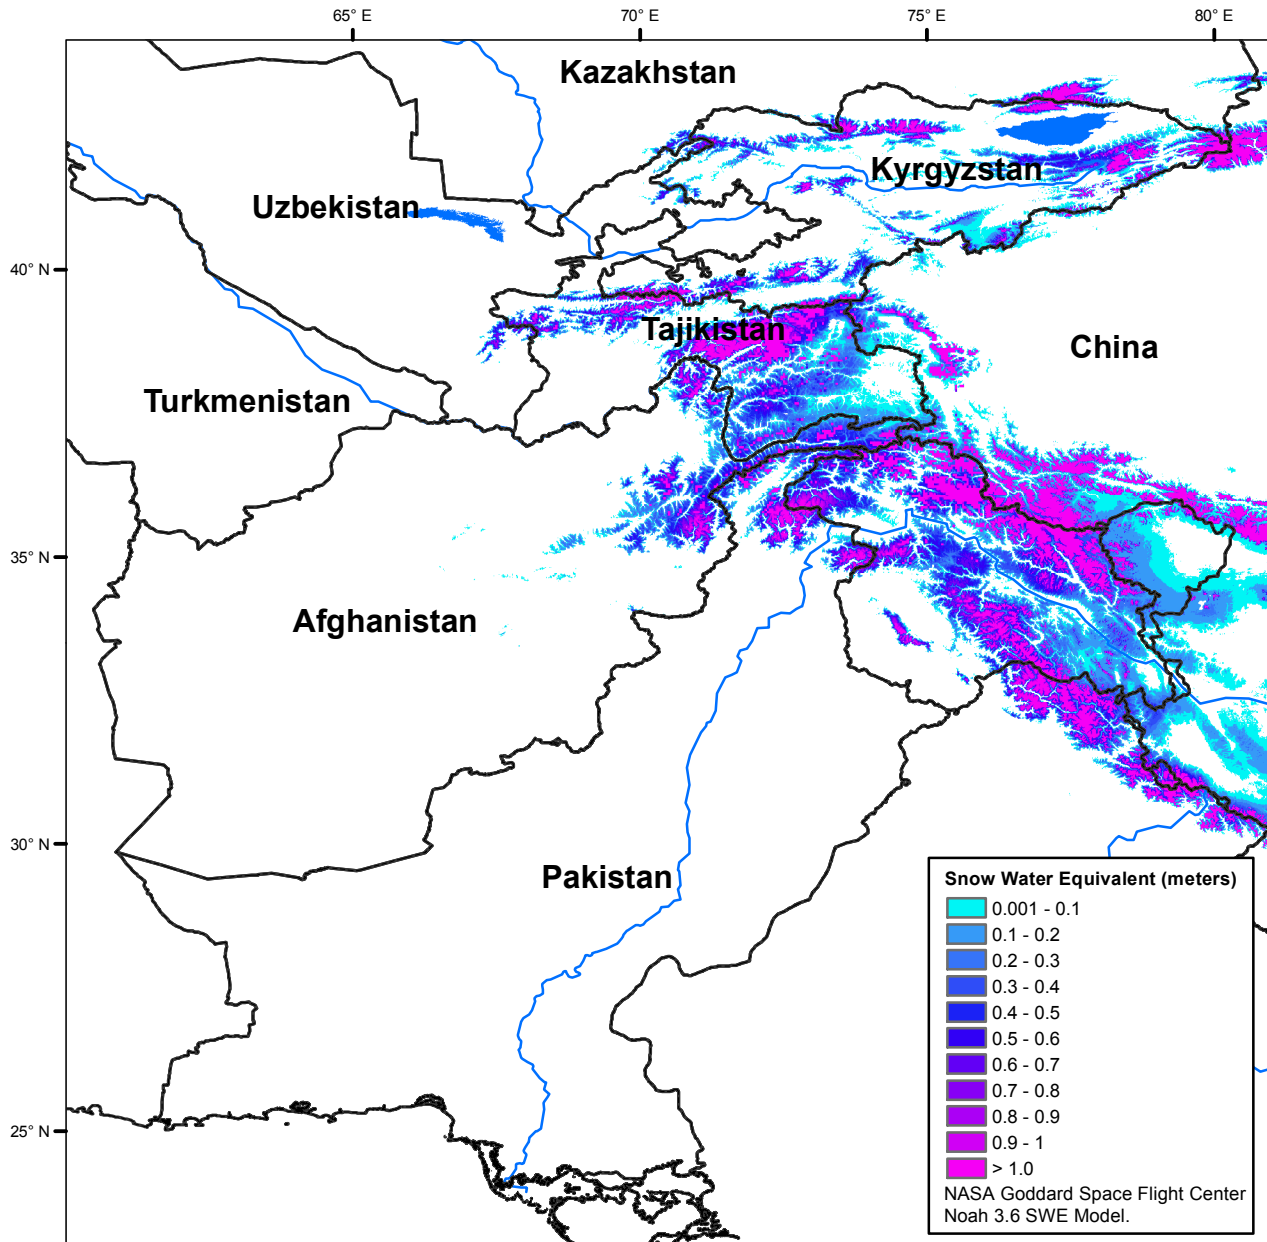 65° E
70° E
75° E
80° E
Kazakhstan
Kyrgyzstan
Uzbekistan
40° N
Tajikistan
China
Turkmenistan
35° N
Afghanistan
30° N
Pakistan
25° N
Snow Water Equivalent (meters)
0.001 - 0.1
0.1 - 0.2
0.2 - 0.3
0.3 - 0.4
0.4 - 0.5
0.5 - 0.6
0.6 - 0.7
0.7 - 0.8
0.8 - 0.9
0.9 - 1
> 1.0
NASA Goddard Space Flight Center
Noah 3.6 SWE Model.